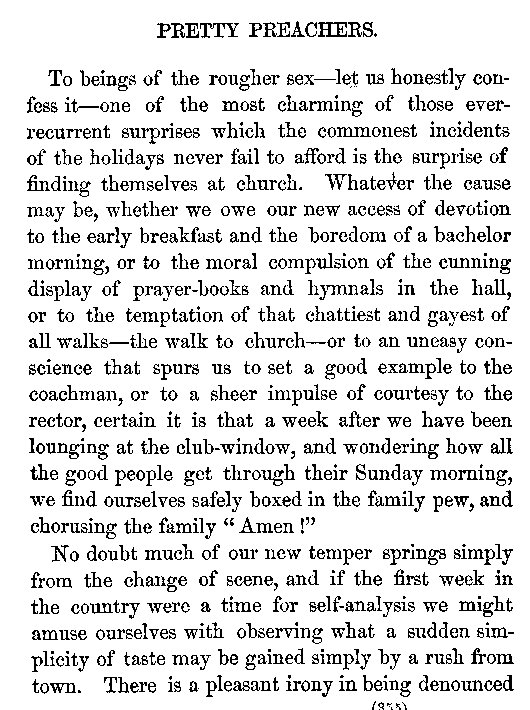 PRETTY PREACHERS.
To beings of the rougher sex—let us honestly con-
fess it—one of the most charming of those ever-
recurrent surprises which the commonest incidents
of the holidays never fail to afford is the surprise of
finding themselves at church. Whatever the cause
may be, whether we owe our new access of devotion
to the early breakfast and the boredom of a bachelor
morning, or to the moral compulsion of the cunning
display of prayer-books and hymnals in the hall,
or to the temptation of that chattiest and gayest of
all walks—the walk to church—or to an uneasy con-
science that spurs us to set a good example to the
coachman, or to a sheer impulse of courtesy to the
rector, certain it is that a week after we have been
lounging at the club-window, and wondering how all
the good people get through their Sunday morning,
we find ourselves safely boxed in the family pew, and
chorusing the family "Amen!"
No doubt much of our new temper springs simply
from the change of scene, and if the first week in
the country were a time for self-analysis we might
amuse ourselves with observing what a sudden sim-
plicity of taste may be gained simply by a rush from
town. There is a pleasant irony in being denounced